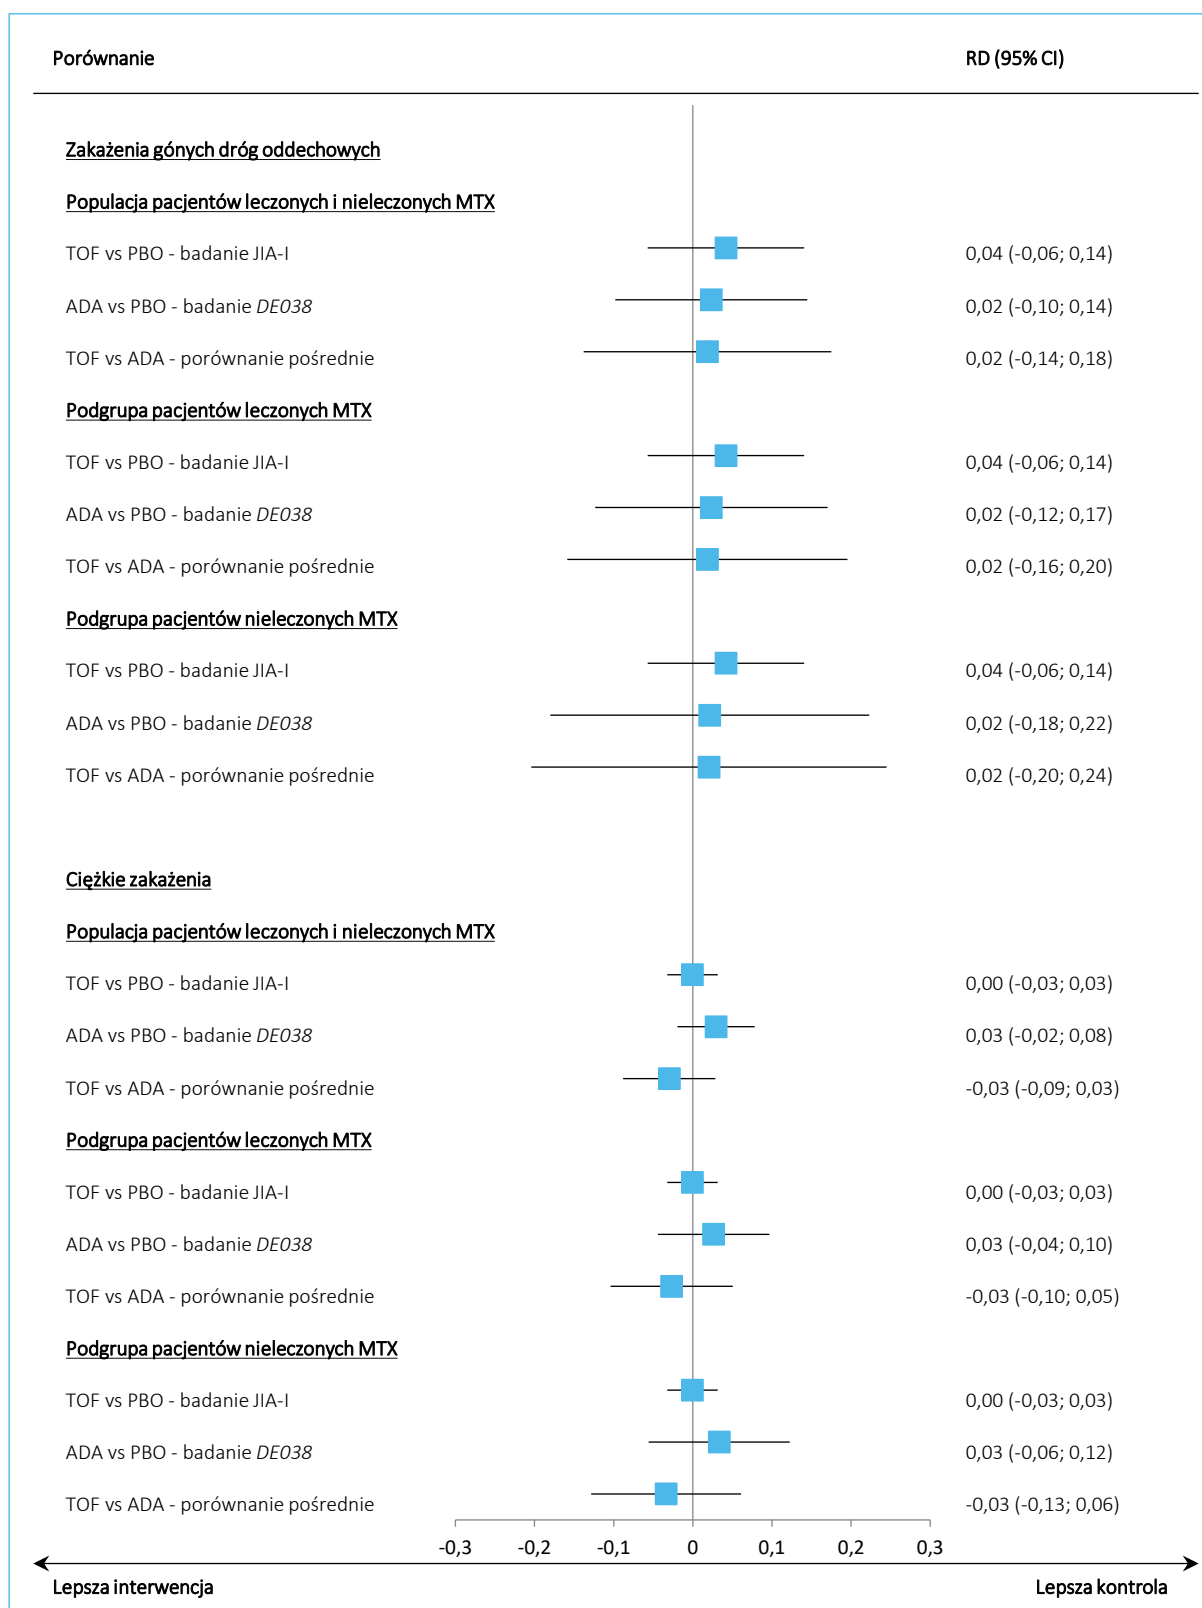 Porównanie RD (95% CI)
Zakażenia gónych dróg oddechowych
Populacja pacjentów leczonych i nieleczonych MTX
TOF vs PBO - badanie JIA-I 0,04 (-0,06; 0,14)
ADA vs PBO - badanie DE038 0,02 (-0,10; 0,14)
TOF vs ADA - porównanie pośrednie 0,02 (-0,14; 0,18)
Podgrupa pacjentów leczonych MTX
TOF vs PBO - badanie JIA-I 0,04 (-0,06; 0,14)
ADA vs PBO - badanie DE038 0,02 (-0,12; 0,17)
TOF vs ADA - porównanie pośrednie 0,02 (-0,16; 0,20)
Podgrupa pacjentów nieleczonych MTX
TOF vs PBO - badanie JIA-I 0,04 (-0,06; 0,14)
ADA vs PBO - badanie DE038 0,02 (-0,18; 0,22)
TOF vs ADA - porównanie pośrednie 0,02 (-0,20; 0,24)
Ciężkie zakażenia
Populacja pacjentów leczonych i nieleczonych MTX
TOF vs PBO - badanie JIA-I 0,00 (-0,03; 0,03)
ADA vs PBO - badanie DE038 0,03 (-0,02; 0,08)
TOF vs ADA - porównanie pośrednie -0,03 (-0,09; 0,03)
Podgrupa pacjentów leczonych MTX
TOF vs PBO - badanie JIA-I 0,00 (-0,03; 0,03)
ADA vs PBO - badanie DE038 0,03 (-0,04; 0,10)
TOF vs ADA - porównanie pośrednie -0,03 (-0,10; 0,05)
Podgrupa pacjentów nieleczonych MTX
TOF vs PBO - badanie JIA-I 0,00 (-0,03; 0,03)
ADA vs PBO - badanie DE038 0,03 (-0,06; 0,12)
TOF vs ADA - porównanie pośrednie -0,03 (-0,13; 0,06)
-0,3 -0,2 -0,1 0 0,1 0,2 0,3
Lepsza interwencja Lepsza kontrola